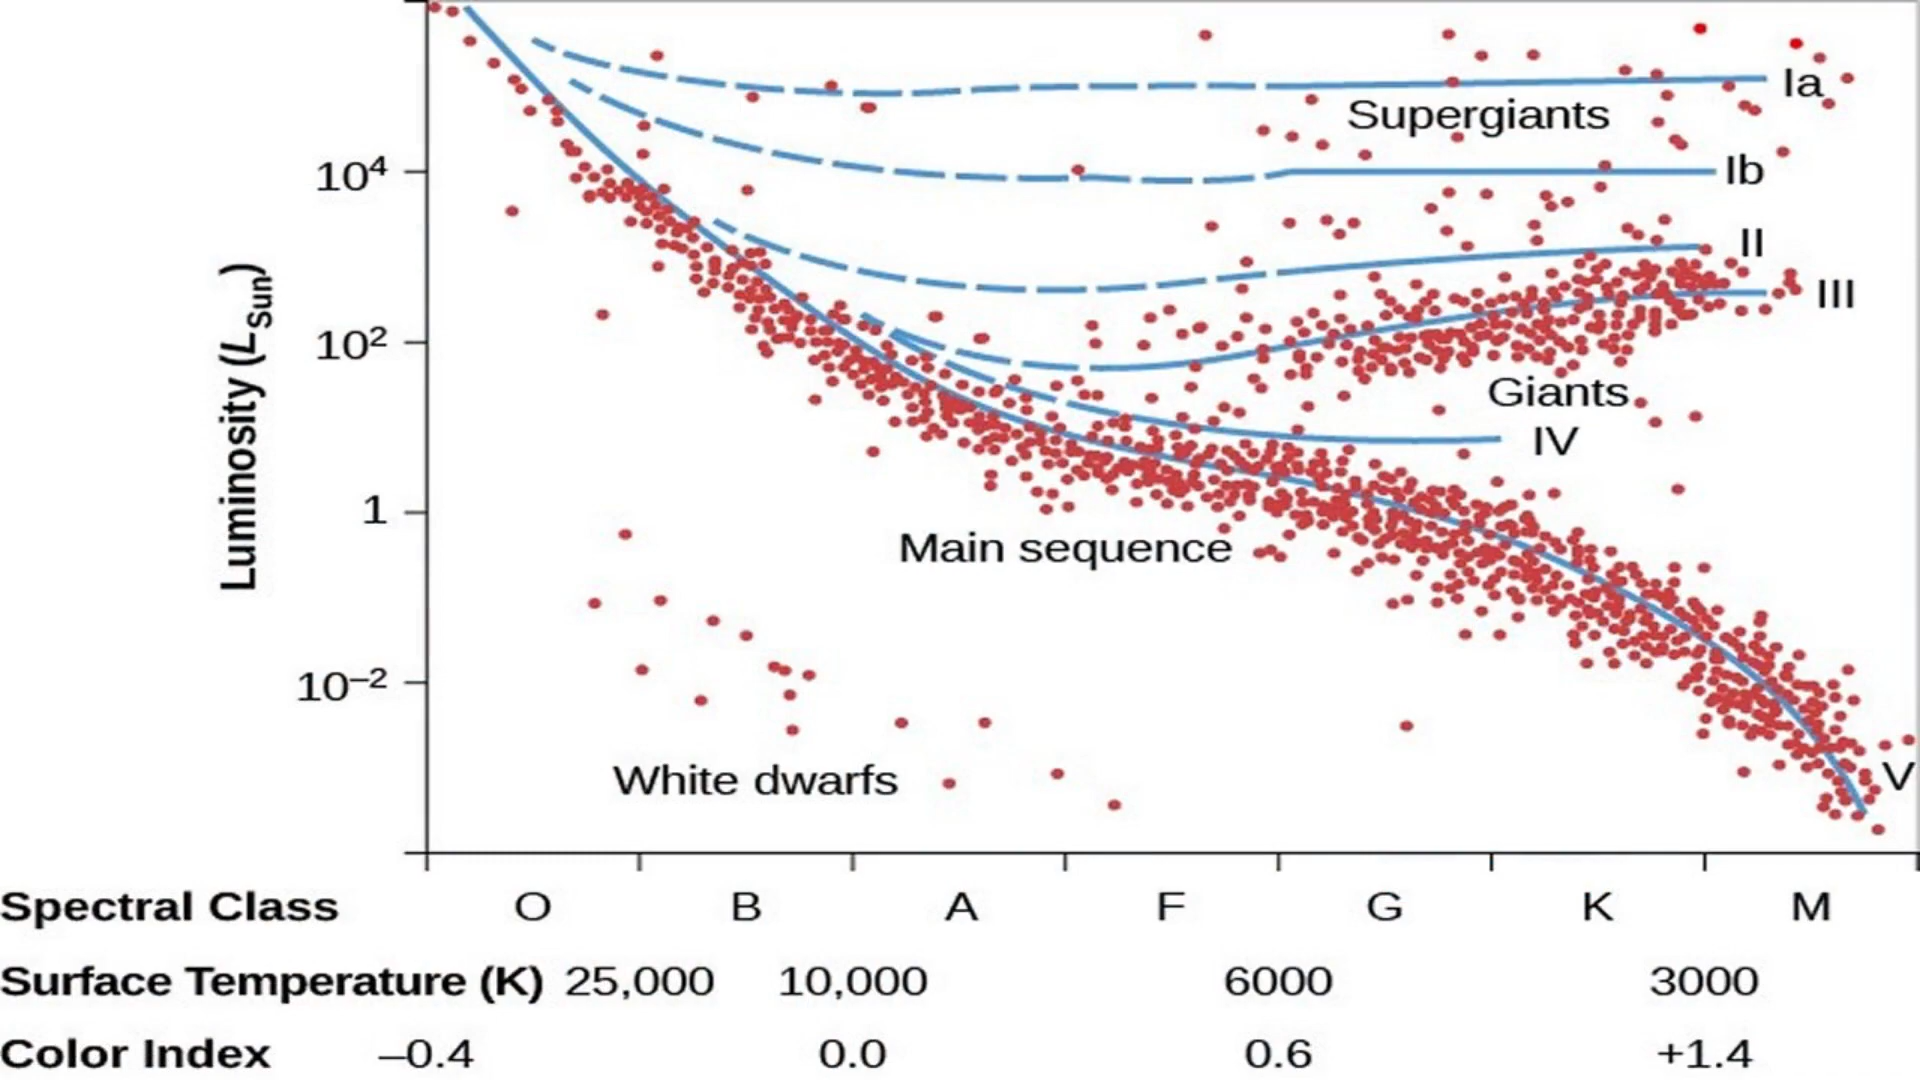 Ia
Supergiants
10⁴
Ib
II
III
Luminosity (L_Sun)
10²
Giants
IV
1
Main sequence
10⁻²
White dwarfs
V
Spectral Class O B A F G K M
Surface Temperature (K) 25,000 10,000 6000 3000
Color Index –0.4 0.0 0.6 +1.4